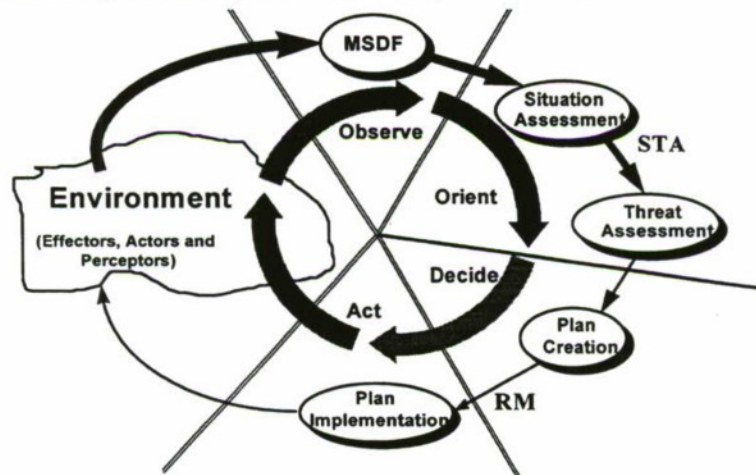 MSDF
Situation
Assessment
STA
Observe
Environment
(Effectors, Actors and
Perceptors)
Orient
Threat
Assessment
Decide
Act
Plan
Creation
Plan
Implementation
RM